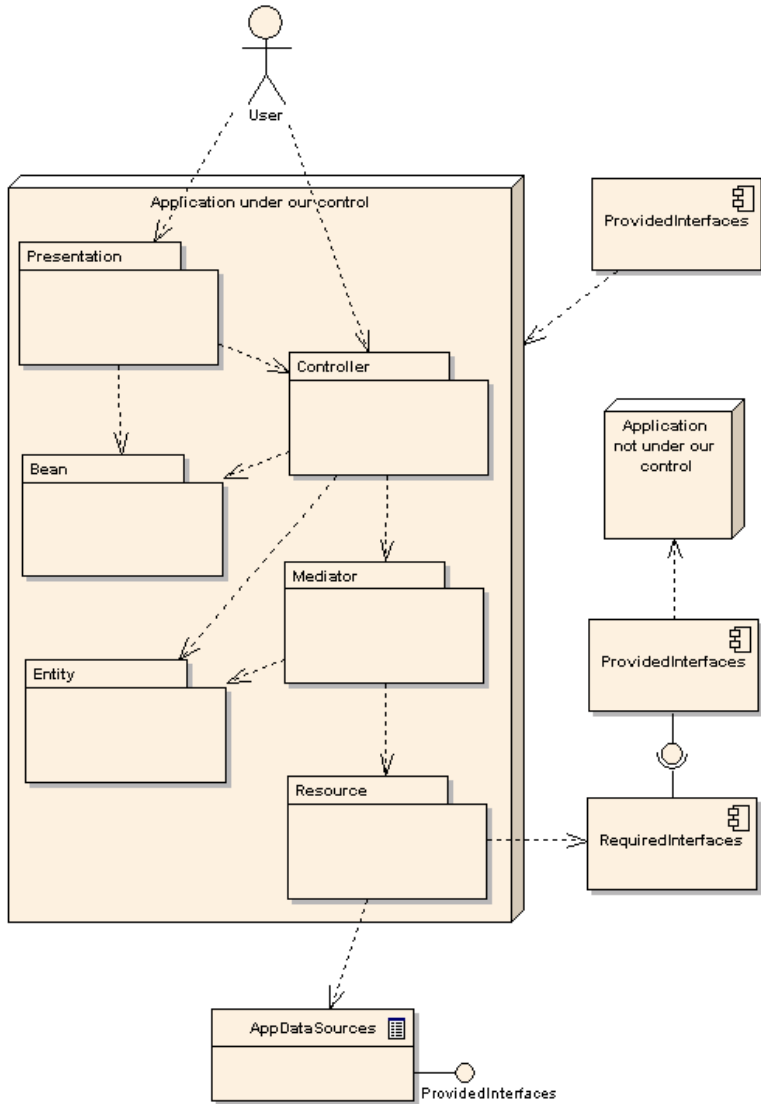 User
Application under our control
ProvidedInterfaces
Presentation
Controller
Application
not under our
control
Bean
Mediator
ProvidedInterfaces
Entity
Resource
RequiredInterfaces
AppDataSources
ProvidedInterfaces